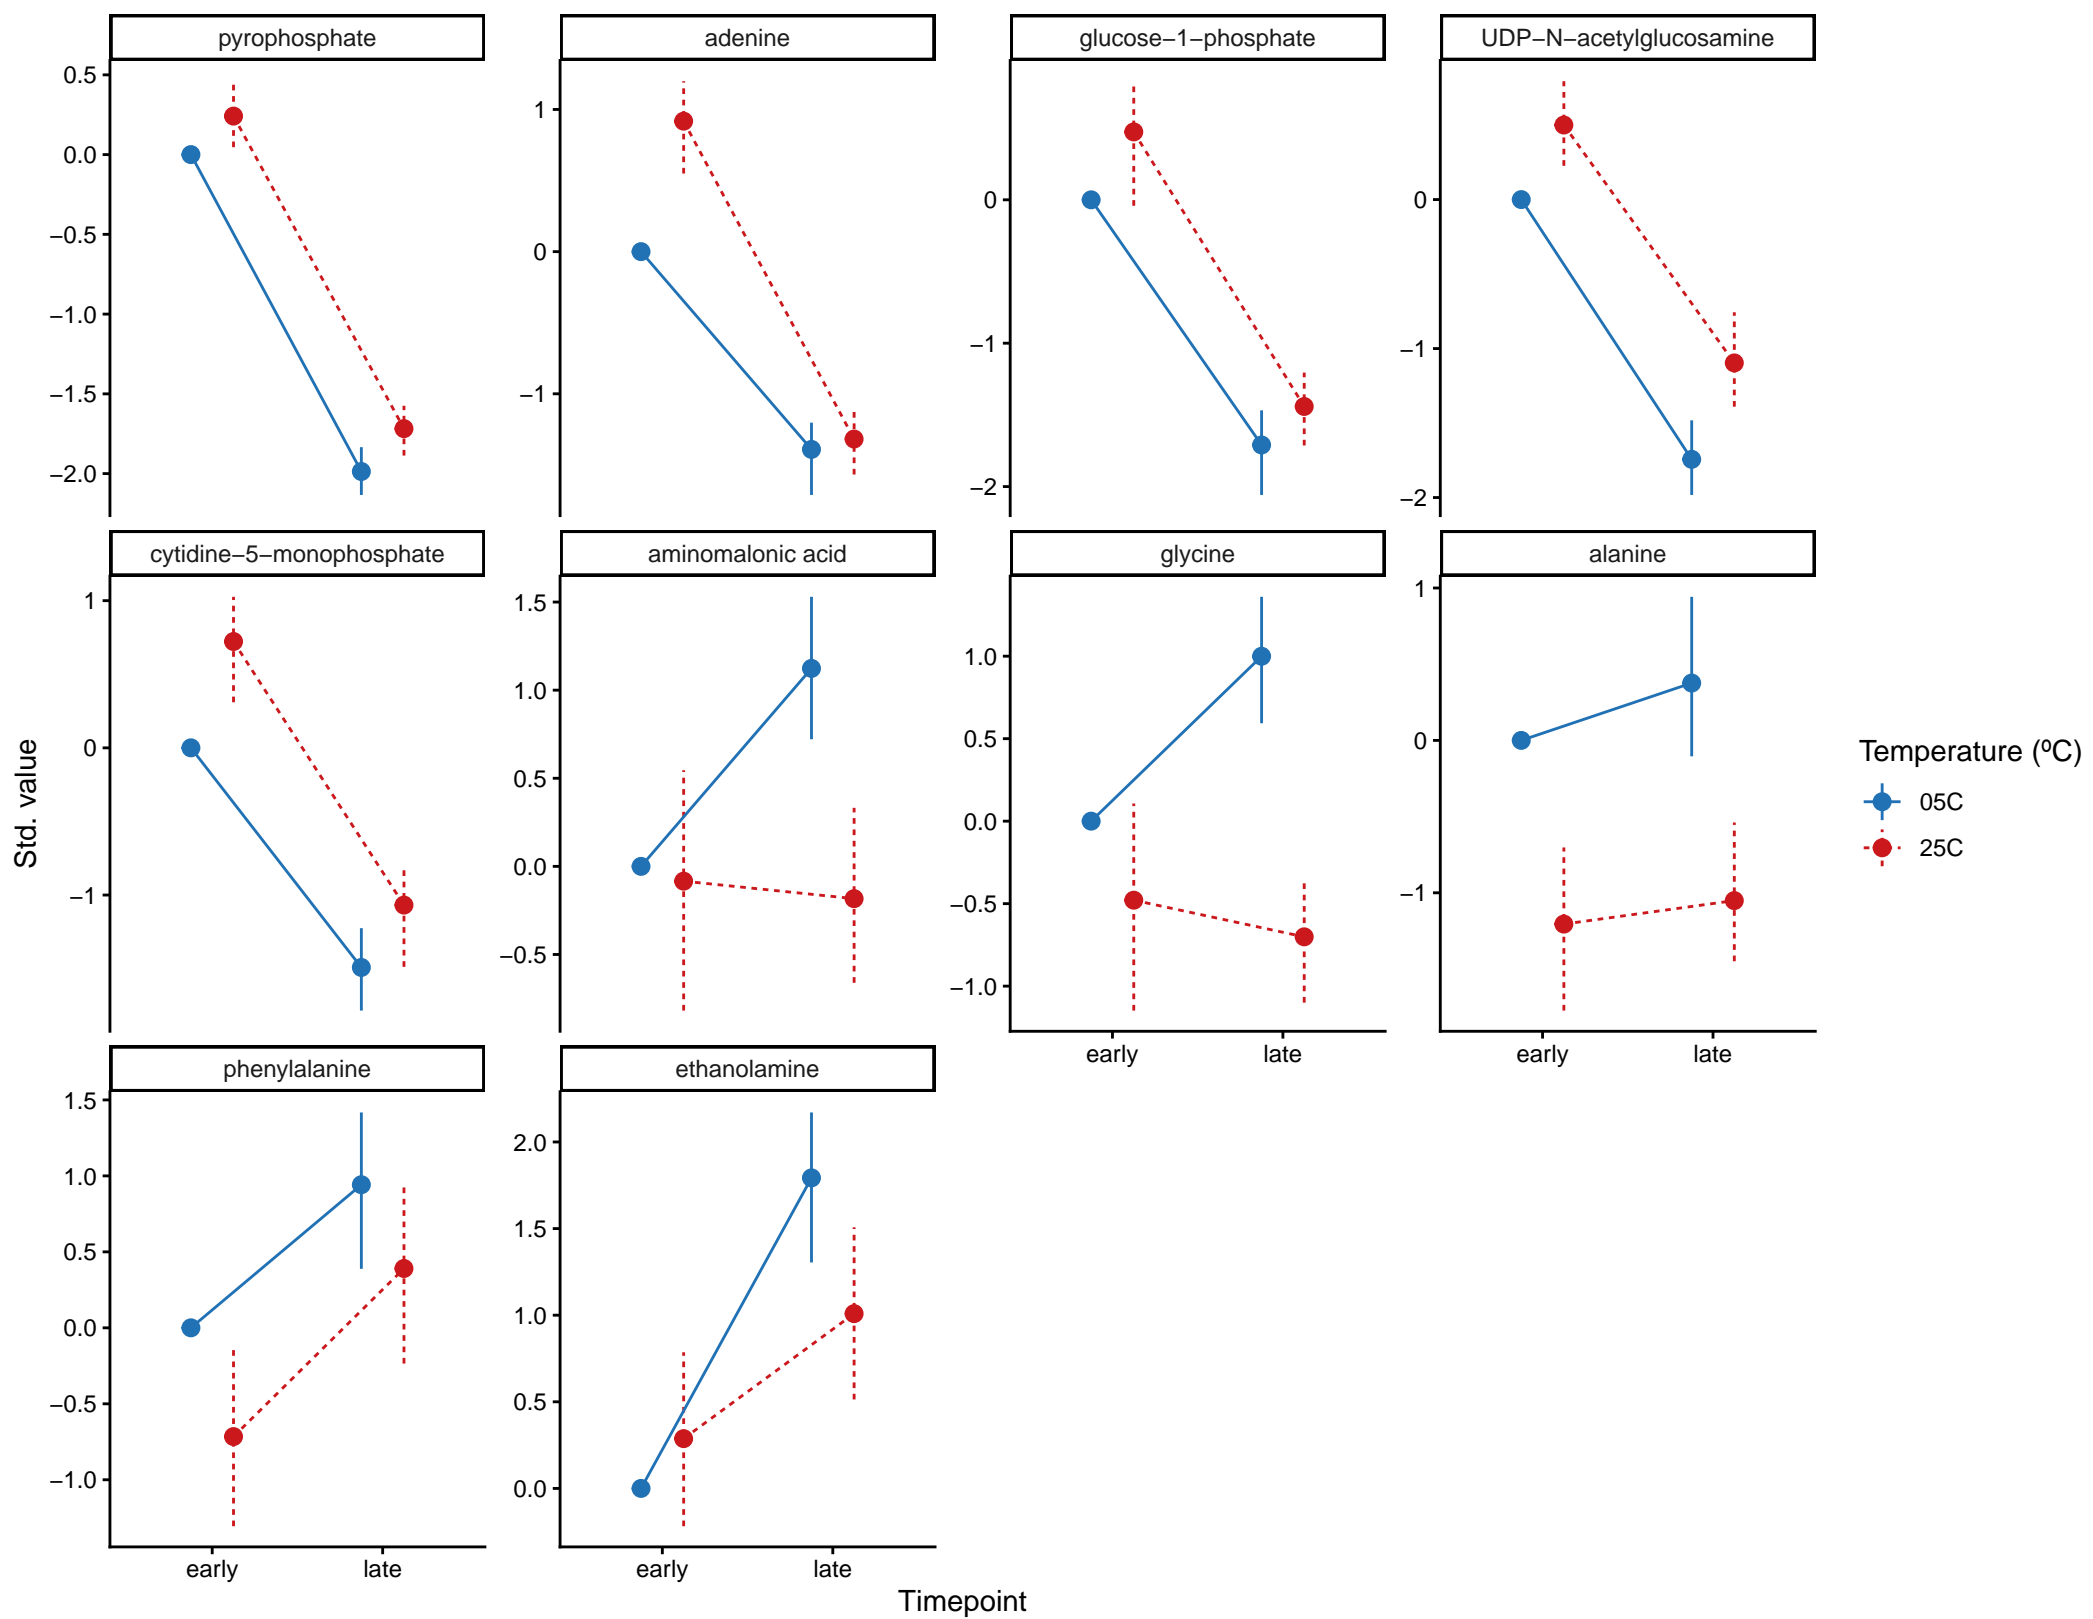 pyrophosphate
adenine
glucose−1−phosphate
UDP−N−acetylglucosamine
0.5
0.0
−0.5
−1.0
−1.5
−2.0
1
0
−1
0
−1
−2
0
−1
−2
cytidine−5−monophosphate
aminomalonic acid
glycine
alanine
1
0
−1
1.5
1.0
0.5
0.0
−0.5
1.0
0.5
0.0
−0.5
−1.0
1
0
−1
early
late
early
late
phenylalanine
ethanolamine
1.5
1.0
0.5
0.0
−0.5
−1.0
2.0
1.5
1.0
0.5
0.0
early
late
early
late
Timepoint
Std. value
Temperature (ºC)
05C
25C